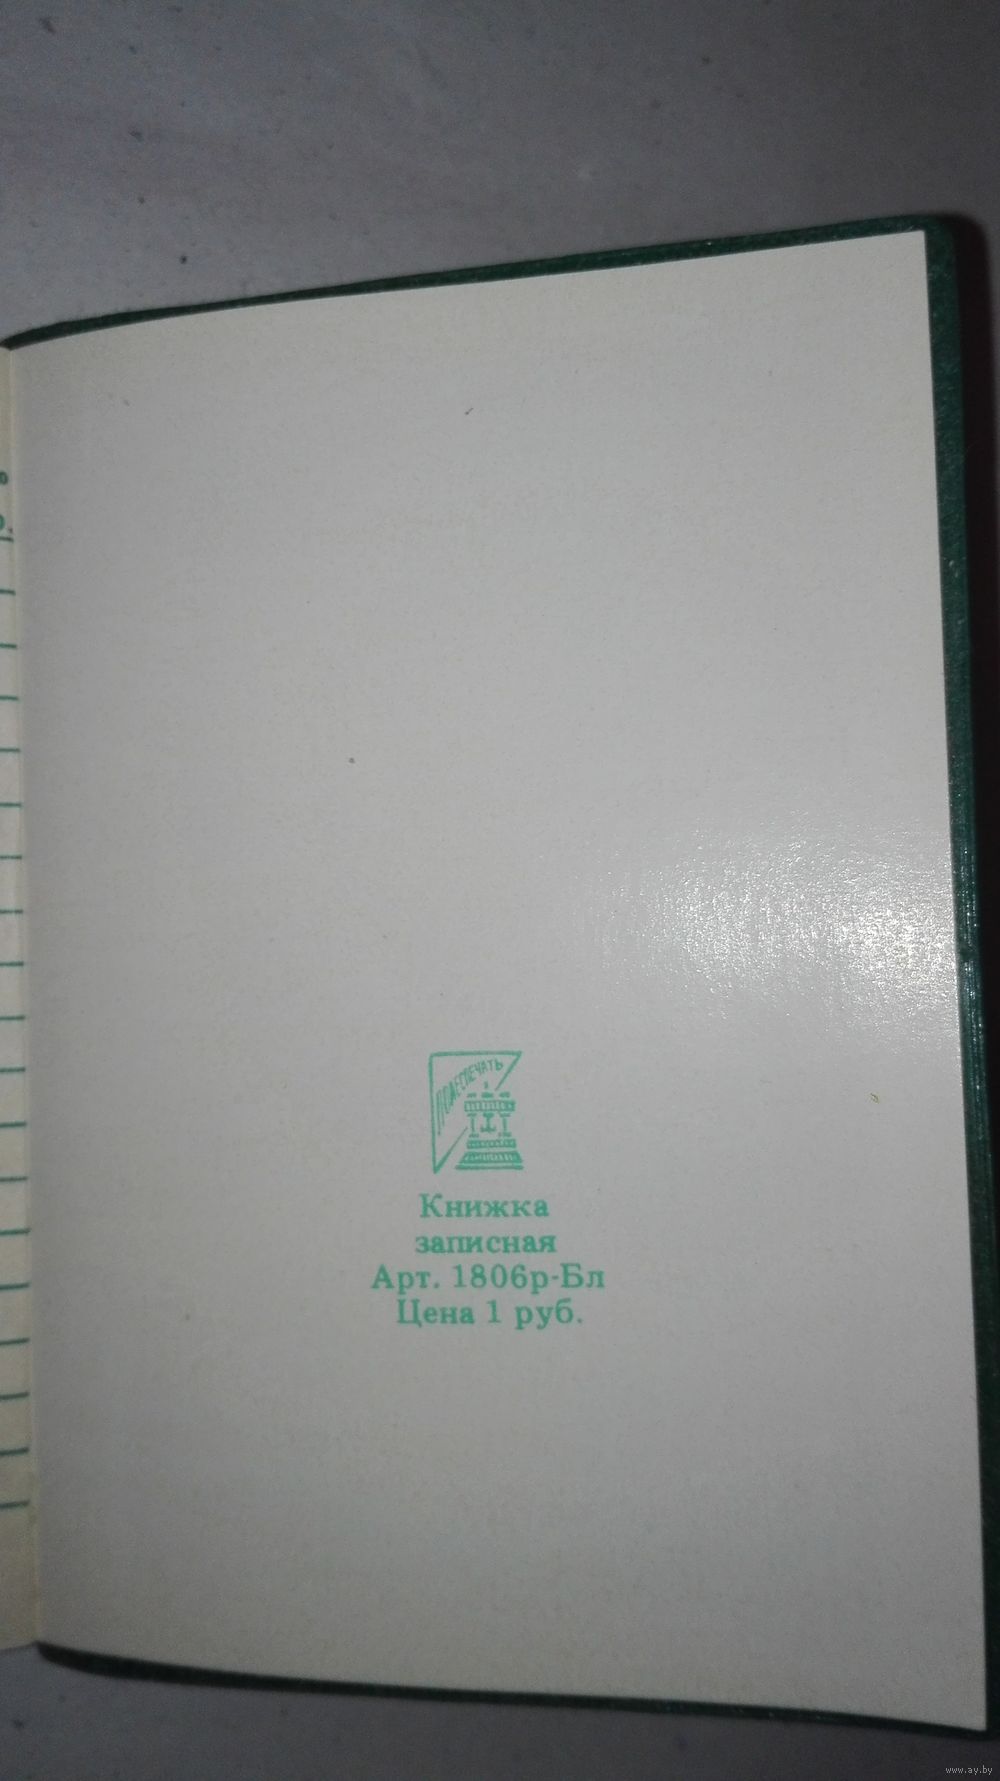 Книжка
записная
Арт. 1806р-Бл
Цена 1 руб.
www.ay.by